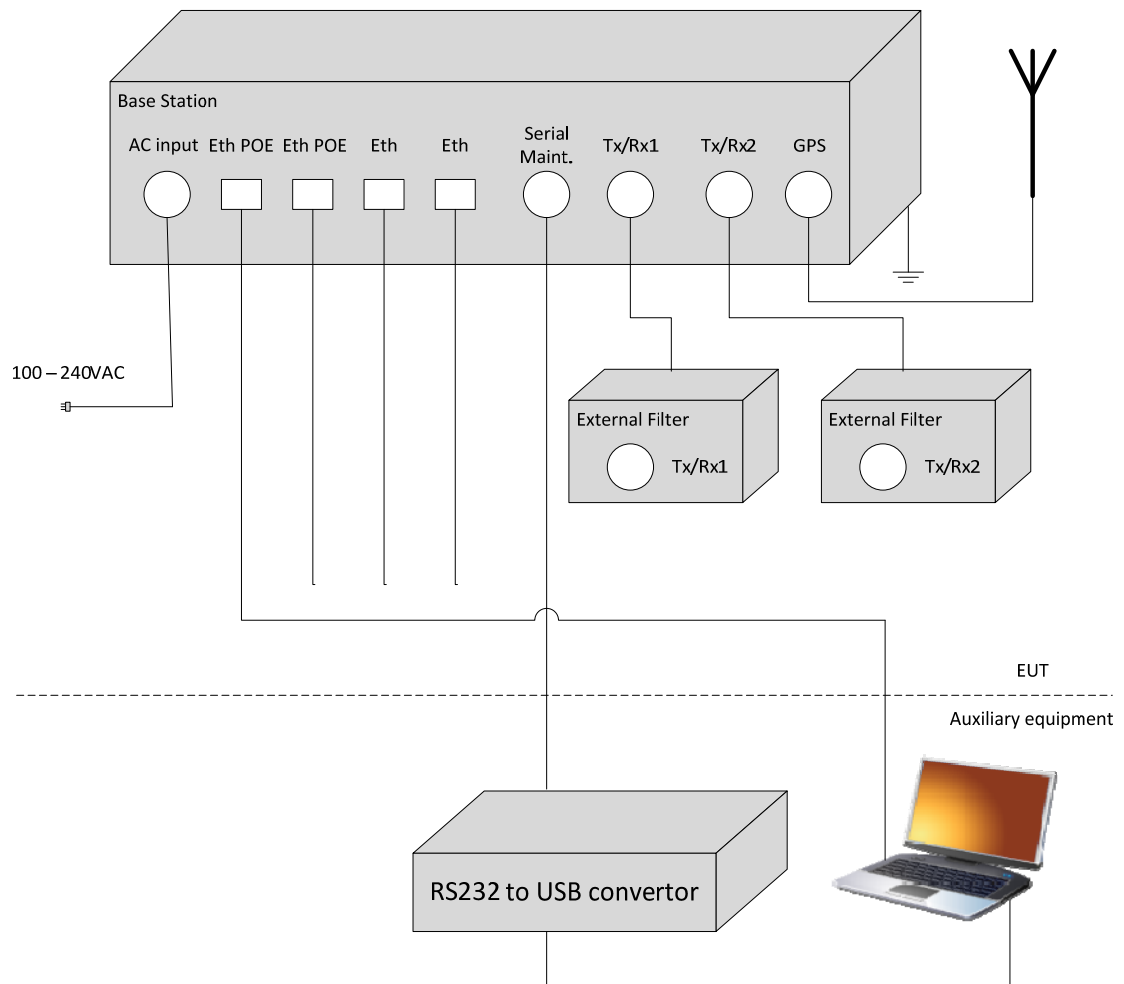 Base Station
AC input
Eth POE
Eth POE
Eth
Eth
Serial
Maint.
Tx/Rx1
Tx/Rx2
GPS
100 – 240VAC
External Filter
Tx/Rx1
External Filter
Tx/Rx2
EUT
Auxiliary equipment
RS232 to USB convertor